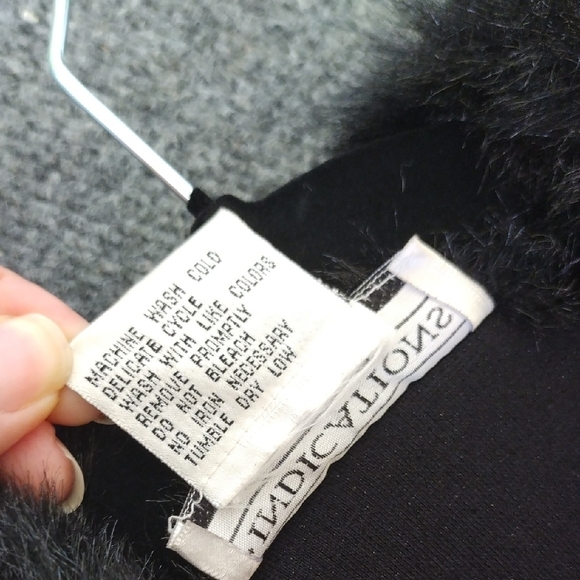 MACHINE WASH COLD
DELICATE CYCLE
WASH WITH LIKE COLORS
REMOVE PROMPTLY
DO NOT BLEACH
NO IRON NECESSARY
TUMBLE DRY LOW
INDICATIONS